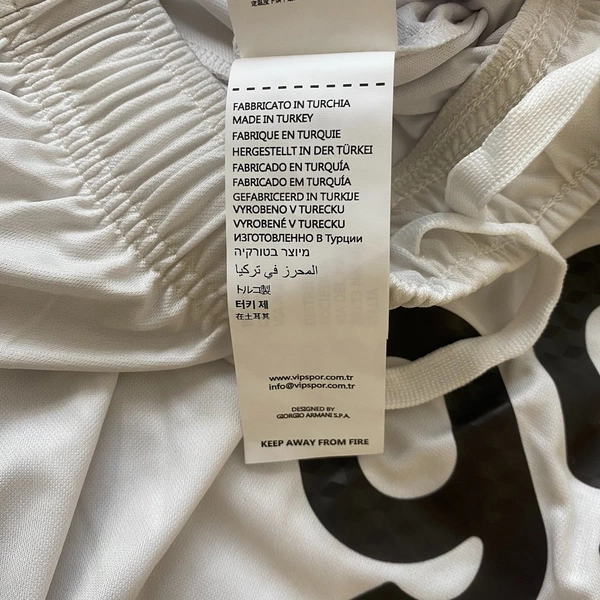 FABBRICATO IN TURCHIA
MADE IN TURKEY
FABRIQUE EN TURQUIE
HERGESTELLT IN DER TÜRKEI
FABRICADO EN TURQUÍA
FABRICADO EM TURQUÍA
GEFABRICEERD IN TURKIJE
VYROBENO V TURECKU
VYROBENÉ V TURECKU
ИЗГОТОВЛЕННО В Турции
מיוצר בטורקיה
المحرز في تركيا
トルコ製
터키 제
在土耳其
www.vipspor.com.tr
info@vipspor.com.tr
DESIGNED BY
GIORGIO ARMANI S.P.A.
KEEP AWAY FROM FIRE